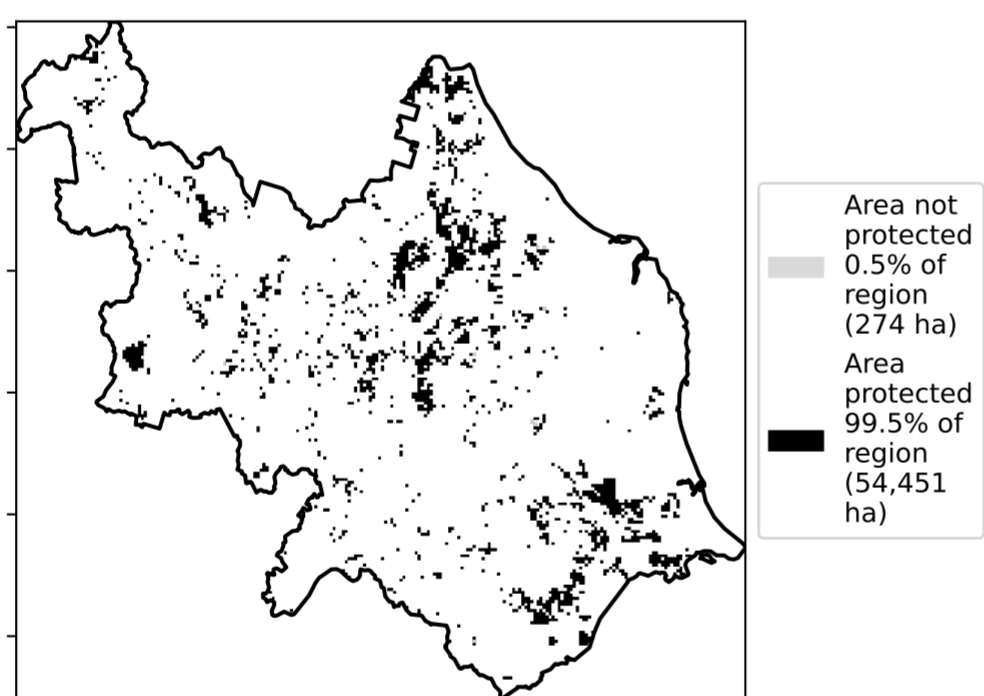 Area not
protected
0.5% of
region
(274 ha)
Area
protected
99.5% of
region
(54,451
ha)